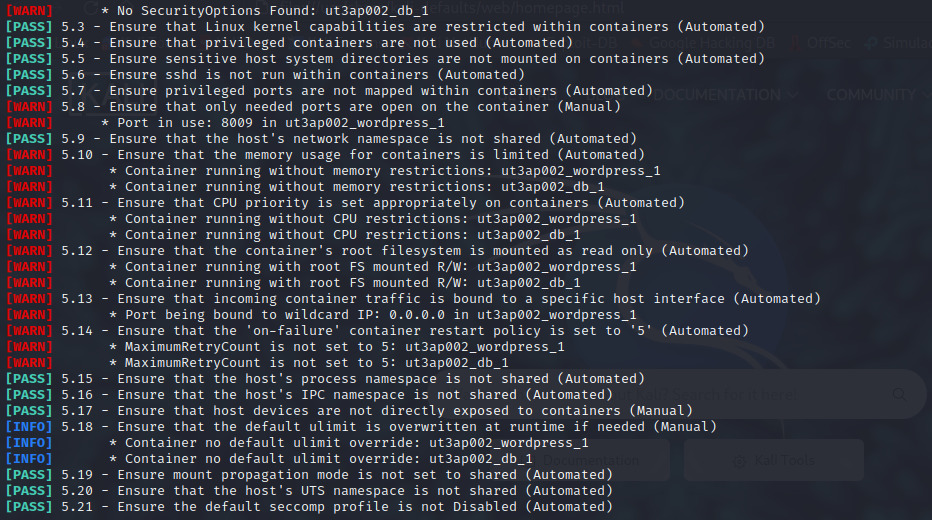 [WARN]      * No SecurityOptions Found: ut3ap002_db_1
[PASS] 5.3 - Ensure that Linux kernel capabilities are restricted within containers (Automated)
[PASS] 5.4 - Ensure that privileged containers are not used (Automated)
[PASS] 5.5 - Ensure sensitive host system directories are not mounted on containers (Automated)
[PASS] 5.6 - Ensure sshd is not run within containers (Automated)
[PASS] 5.7 - Ensure privileged ports are not mapped within containers (Automated)
[WARN] 5.8 - Ensure that only needed ports are open on the container (Manual)
[WARN]      * Port in use: 8009 in ut3ap002_wordpress_1
[PASS] 5.9 - Ensure that the host's network namespace is not shared (Automated)
[WARN] 5.10 - Ensure that the memory usage for containers is limited (Automated)
[WARN]       * Container running without memory restrictions: ut3ap002_wordpress_1
[WARN]       * Container running without memory restrictions: ut3ap002_db_1
[WARN] 5.11 - Ensure that CPU priority is set appropriately on containers (Automated)
[WARN]       * Container running without CPU restrictions: ut3ap002_wordpress_1
[WARN]       * Container running without CPU restrictions: ut3ap002_db_1
[WARN] 5.12 - Ensure that the container's root filesystem is mounted as read only (Automated)
[WARN]       * Container running with root FS mounted R/W: ut3ap002_wordpress_1
[WARN]       * Container running with root FS mounted R/W: ut3ap002_db_1
[WARN] 5.13 - Ensure that incoming container traffic is bound to a specific host interface (Automated)
[WARN]       * Port being bound to wildcard IP: 0.0.0.0 in ut3ap002_wordpress_1
[WARN] 5.14 - Ensure that the 'on-failure' container restart policy is set to '5' (Automated)
[WARN]       * MaximumRetryCount is not set to 5: ut3ap002_wordpress_1
[WARN]       * MaximumRetryCount is not set to 5: ut3ap002_db_1
[PASS] 5.15 - Ensure that the host's process namespace is not shared (Automated)
[PASS] 5.16 - Ensure that the host's IPC namespace is not shared (Automated)
[PASS] 5.17 - Ensure that host devices are not directly exposed to containers (Manual)
[INFO] 5.18 - Ensure that the default ulimit is overwritten at runtime if needed (Manual)
[INFO]       * Container no default ulimit override: ut3ap002_wordpress_1
[INFO]       * Container no default ulimit override: ut3ap002_db_1
[PASS] 5.19 - Ensure mount propagation mode is not set to shared (Automated)
[PASS] 5.20 - Ensure that the host's UTS namespace is not shared (Automated)
[PASS] 5.21 - Ensure the default seccomp profile is not Disabled (Automated)
efaults/web/homepage.html
Google Hacking DB
OffSec
DOCUMENTATION
COMMUNITY
Search for it here
Documentation
Kali Tools